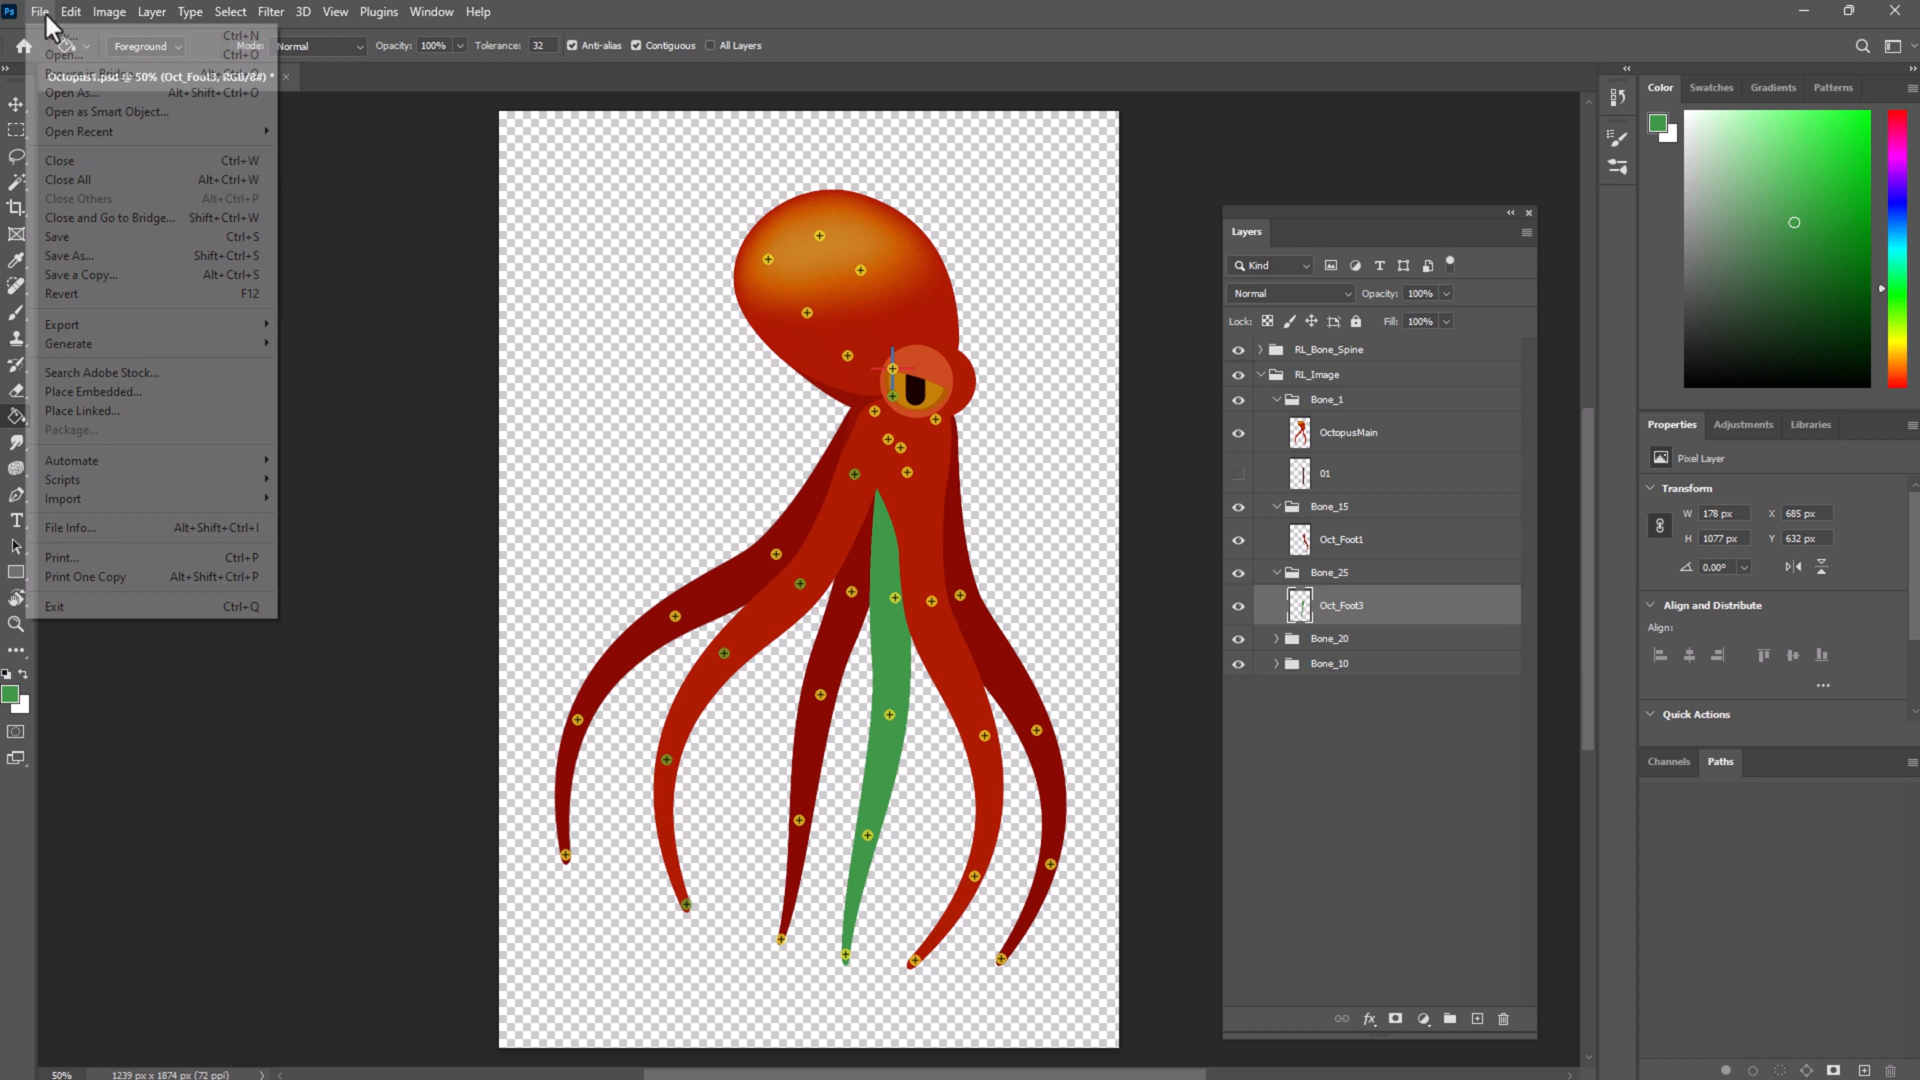 Ps File Edit Image Layer Type Select Filter 3D View Plugins Window Help
Foreground Mode: Normal Opacity: 100% Tolerance: 32 Anti-alias Contiguous All Layers
Octopus1.psd @ 50% (Oct_Foot3, RGB/8#) *
Ctrl+N
Open... Ctrl+O
Open As... Alt+Shift+Ctrl+O
Open as Smart Object...
Open Recent
Close Ctrl+W
Close All Alt+Ctrl+W
Close Others Alt+Ctrl+P
Close and Go to Bridge... Shift+Ctrl+W
Save Ctrl+S
Save As... Shift+Ctrl+S
Save a Copy... Alt+Ctrl+S
Revert F12
Export
Generate
Search Adobe Stock...
Place Embedded...
Place Linked...
Package...
Automate
Scripts
Import
File Info... Alt+Shift+Ctrl+I
Print... Ctrl+P
Print One Copy Alt+Shift+Ctrl+P
Exit Ctrl+Q
Layers
Kind
Normal Opacity: 100%
Lock: Fill: 100%
RL_Bone_Spine
RL_Image
Bone_1
OctopusMain
01
Bone_15
Oct_Foot1
Bone_25
Oct_Foot3
Bone_20
Bone_10
fx
Color Swatches Gradients Patterns
Properties Adjustments Libraries
Pixel Layer
Transform
W 178 px X 685 px
H 1077 px Y 632 px
0.00°
Align and Distribute
Align:
Quick Actions
Channels Paths
50% 1239 px x 1874 px (72 ppi)